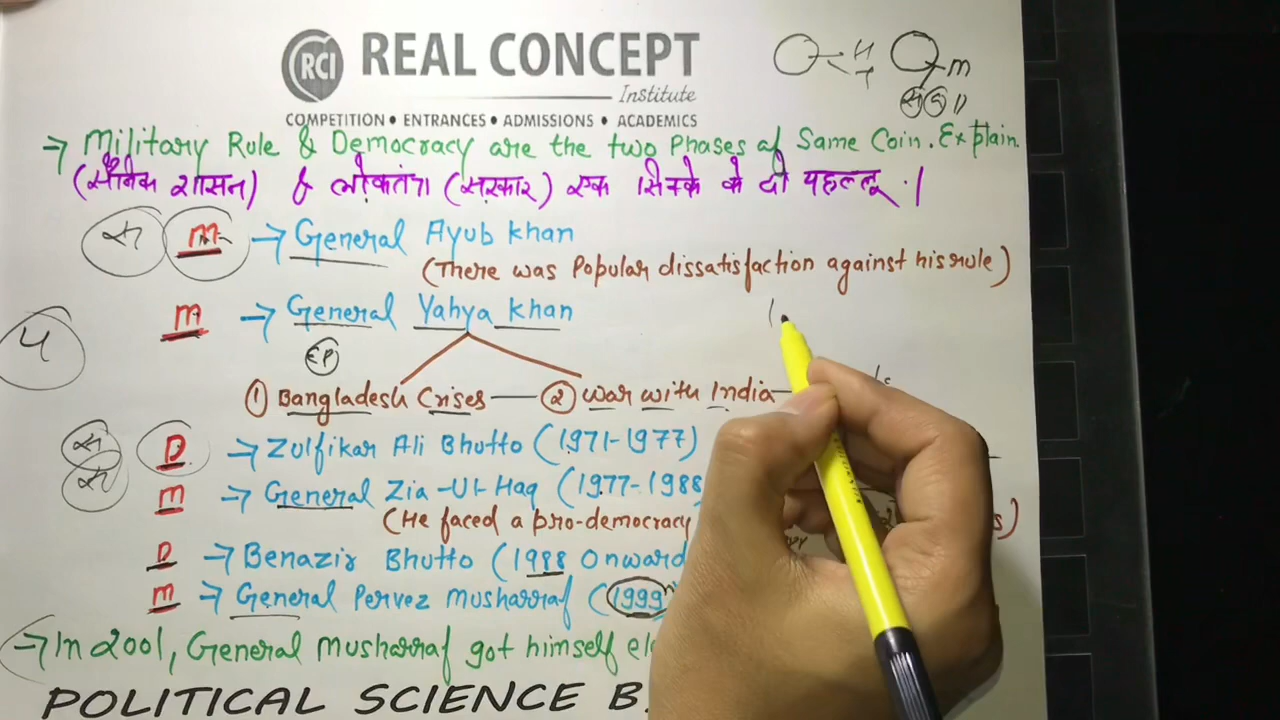 RCI REAL CONCEPT
Institute
COMPETITION • ENTRANCES • ADMISSIONS • ACADEMICS
H
T
m
D
→ Military Rule & Democracy are the two Phases of Same Coin. Explain.
(सैनिक शासन) & लोकतंत्र (सरकार) एक सिक्के के दो पहलू.।
m → General Ayub Khan
(There was Popular dissatisfaction against his rule)
m → General Yahya Khan
4
EP
① Bangladesh Crises — ② War with India
D → Zulfikar Ali Bhutto (1971-1977)
m → General Zia-Ul-Haq (1977-1988
(He faced a pro-democracy
D → Benazir Bhutto (1988 Onward
m → General Pervez Musharraf (1999
→ In 2001, General Musharraf got himself
POLITICAL SCIENCE B.